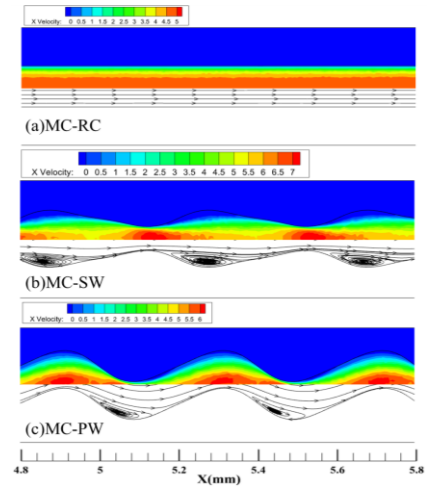 X Velocity: 0 0.5 1 1.5 2 2.5 3 3.5 4 4.5 5
(a)MC-RC
X Velocity: 0 0.5 1 1.5 2 2.5 3 3.5 4 4.5 5 5.5 6 6.5 7
(b)MC-SW
X Velocity: 0 0.5 1 1.5 2 2.5 3 3.5 4 4.5 5 5.5 6
(c)MC-PW
4.8 5 5.2 5.4 5.6 5.8
X(mm)